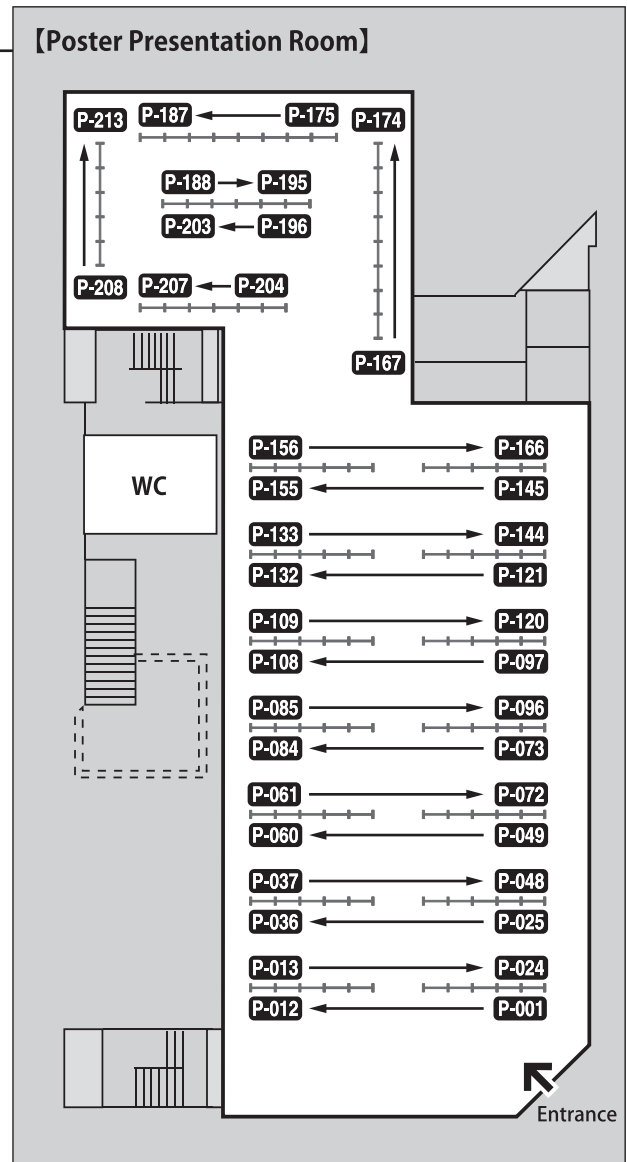 【Poster Presentation Room】
P-213 P-187 P-175 P-174
P-188 P-195
P-203 P-196
P-208 P-207 P-204
P-167
P-156 P-166
WC
P-155 P-145
P-133 P-144
P-132 P-121
P-109 P-120
P-108 P-097
P-085 P-096
P-084 P-073
P-061 P-072
P-060 P-049
P-037 P-048
P-036 P-025
P-013 P-024
P-012 P-001
Entrance